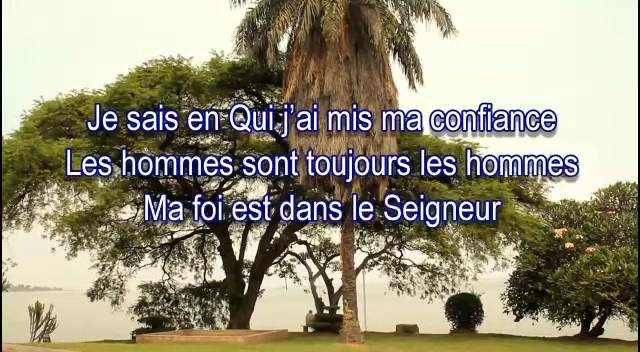 Je sais en Qui j'ai mis ma confiance
Les hommes sont toujours les hommes
Ma foi est dans le Seigneur